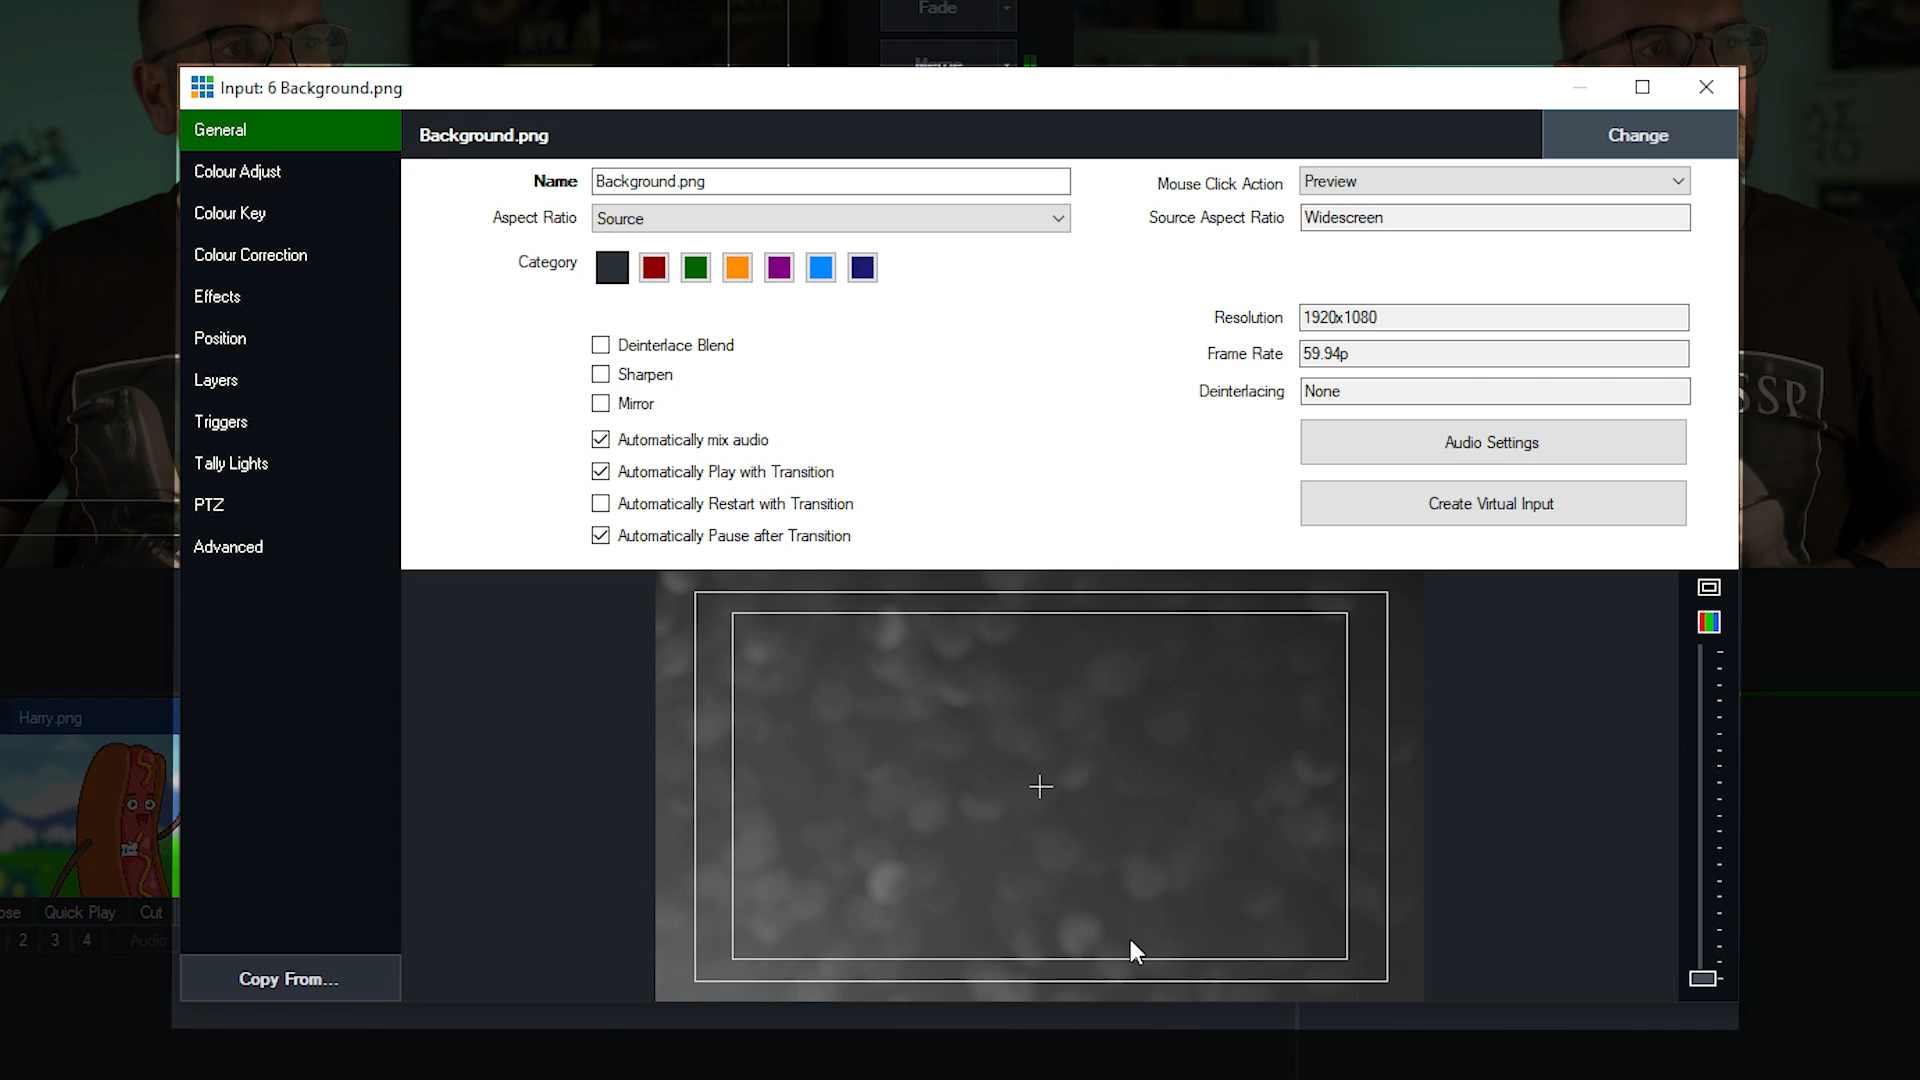 Fade
Input: 6 Background.png
General
Colour Adjust
Colour Key
Colour Correction
Effects
Position
Layers
Triggers
Tally Lights
PTZ
Advanced
Copy From...
Background.png
Change
Name
Background.png
Aspect Ratio
Source
Category
Deinterlace Blend
Sharpen
Mirror
Automatically mix audio
Automatically Play with Transition
Automatically Restart with Transition
Automatically Pause after Transition
Mouse Click Action
Preview
Source Aspect Ratio
Widescreen
Resolution
1920x1080
Frame Rate
59.94p
Deinterlacing
None
Audio Settings
Create Virtual Input
SSP
Harry.png
Quick Play
Cut
2 3 4
Audio